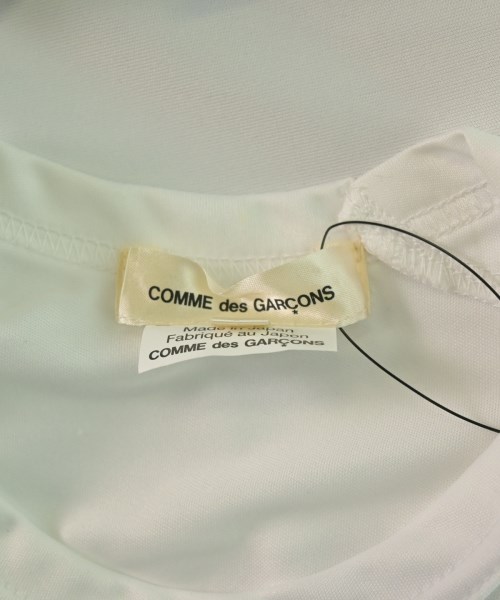 COMME des GARÇONS
Made in Japan
Fabriqué au Japon
COMME des GARÇONS